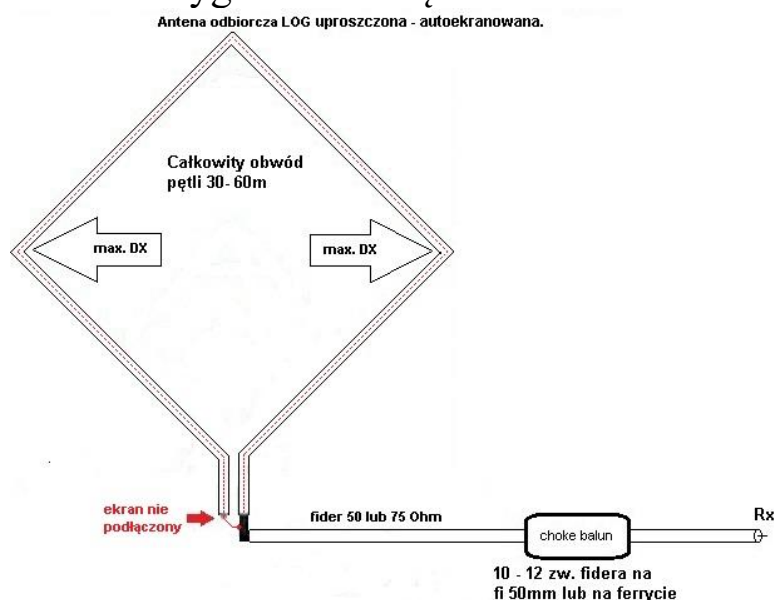 Antena odbiorcza LOG uproszczona - autoekranowana.
Całkowity obwód
pętli 30- 60m
max. DX
max. DX
ekran nie
podłączony
fider 50 lub 75 Ohm
choke balun
Rx
10 - 12 zw. fidera na
fi 50mm lub na ferrycie